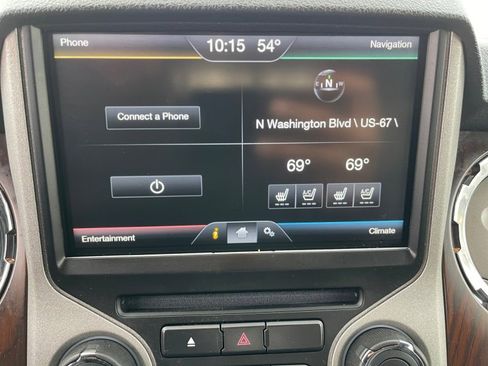 Phone
10:15 54°
Navigation
Connect a Phone
N
N Washington Blvd \ US-67 \
69° 69°
Entertainment
i
Climate